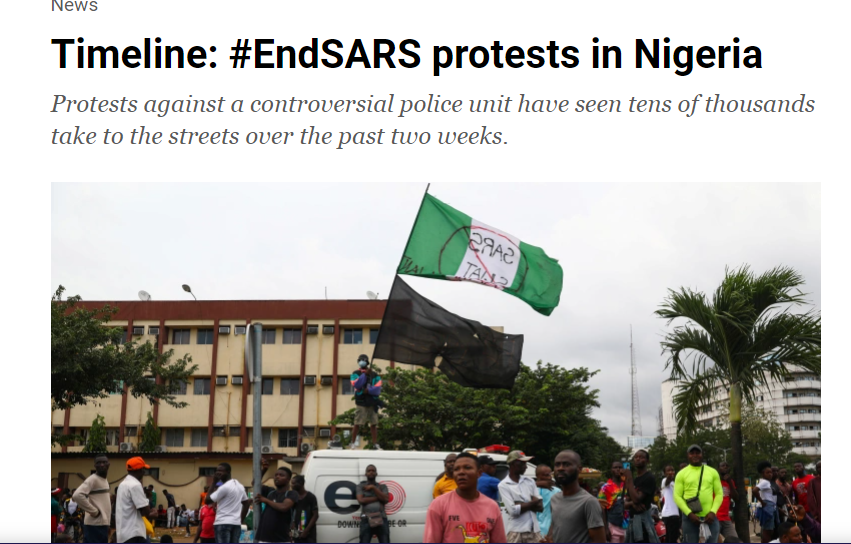 News
Timeline: #EndSARS protests in Nigeria
Protests against a controversial police unit have seen tens of thousands
take to the streets over the past two weeks.
SARS